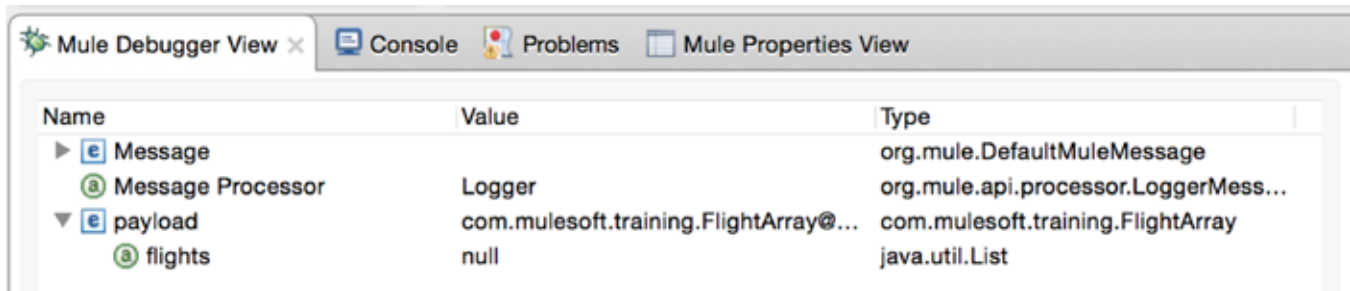 Mule Debugger View Console Problems Mule Properties View
Name Value Type
e Message org.mule.DefaultMuleMessage
a Message Processor Logger org.mule.api.processor.LoggerMess...
e payload com.mulesoft.training.FlightArray@... com.mulesoft.training.FlightArray
a flights null java.util.List